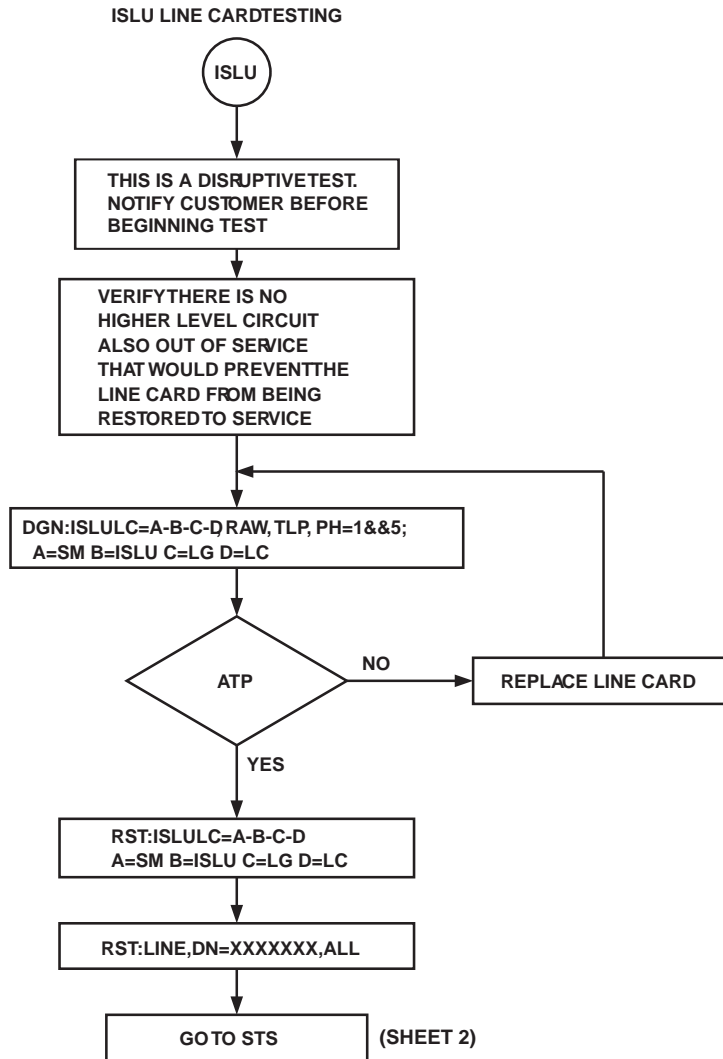 ISLU LINE CARDTESTING
ISLU
THIS IS A DISRUPTIVETEST.
NOTIFY CUSTOMER BEFORE
BEGINNING TEST
VERIFYTHERE IS NO
HIGHER LEVEL CIRCUIT
ALSO OUT OF SERVICE
THAT WOULD PREVENTTHE
LINE CARD FROM BEING
RESTOREDTO SERVICE
DGN:ISLULC=A-B-C-D, RAW, TLP, PH=1&&5;
A=SM B=ISLU C=LG D=LC
ATP
NO
REPLACE LINE CARD
YES
RST:ISLULC=A-B-C-D
A=SM B=ISLU C=LG D=LC
RST:LINE,DN=XXXXXXX,ALL
GOTO STS
(SHEET 2)